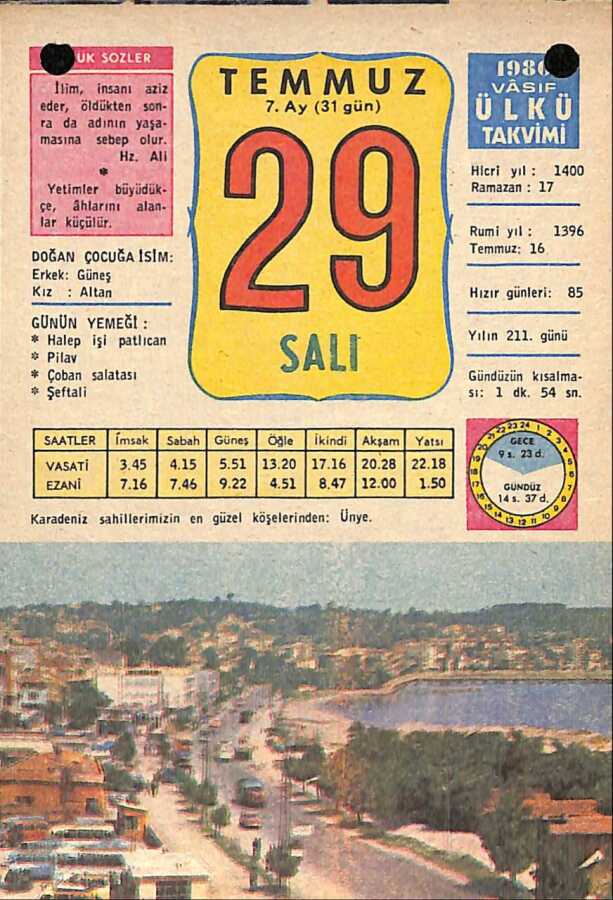 UK SOZLER
İlim, insanı aziz
eder, öldükten son-
ra da adının yaşa-
masına sebep olur.
Hz. Ali
*
Yetimler büyüdük-
çe, âhlarını alan-
lar küçülür.
DOĞAN ÇOCUĞA İSİM:
Erkek: Güneş
Kız : Altan
GÜNÜN YEMEĞİ :
* Halep işi patlıcan
* Pilav
* Çoban salatası
* Şeftali
TEMMUZ
7. Ay (31 gün)
29
SALI
1980
VÂSIF
ÜLKÜ
TAKVİMİ
Hicri yıl : 1400
Ramazan : 17
Rumi yıl : 1396
Temmuz: 16
Hızır günleri: 85
Yılın 211. günü
Gündüzün kısalma-
sı: 1 dk. 54 sn.
SAATLER İmsak Sabah Güneş Öğle İkindi Akşam Yatsı
VASATİ 3.45 4.15 5.51 13.20 17.16 20.28 22.18
EZANİ 7.16 7.46 9.22 4.51 8.47 12.00 1.50
GECE
9 s. 23 d.
GÜNDÜZ
14 s. 37 d.
Karadeniz sahillerimizin en güzel köşelerinden: Ünye.